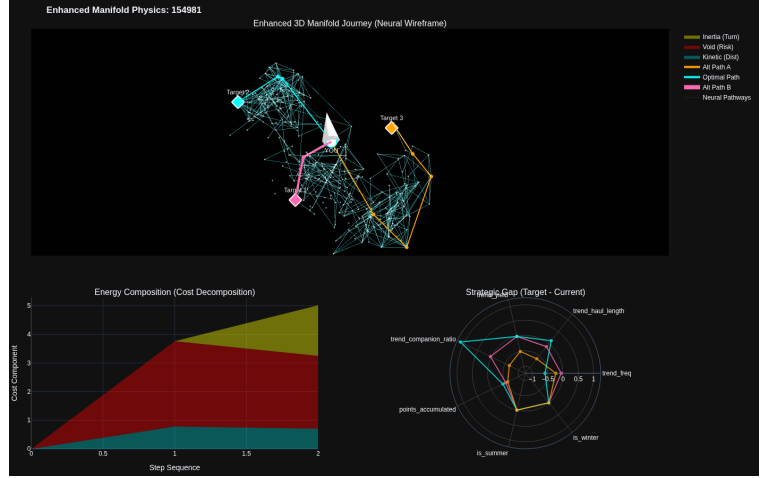 Enhanced Manifold Physics: 154981
Enhanced 3D Manifold Journey (Neural Wireframe)
Inertia (Turn)
Void (Risk)
Kinetic (Dist)
Alt Path A
Optimal Path
Alt Path B
Neural Pathways
Target 2
Target 3
YOU
Energy Composition (Cost Decomposition)
Cost Component
5
4
3
2
1
0
0
0.5
1
1.5
2
Step Sequence
Strategic Gap (Target - Current)
trend_haul_length
trend_companion_ratio
trend_freq
−1
−0.5
0
0.5
1
points_accumulated
is_winter
is_summer